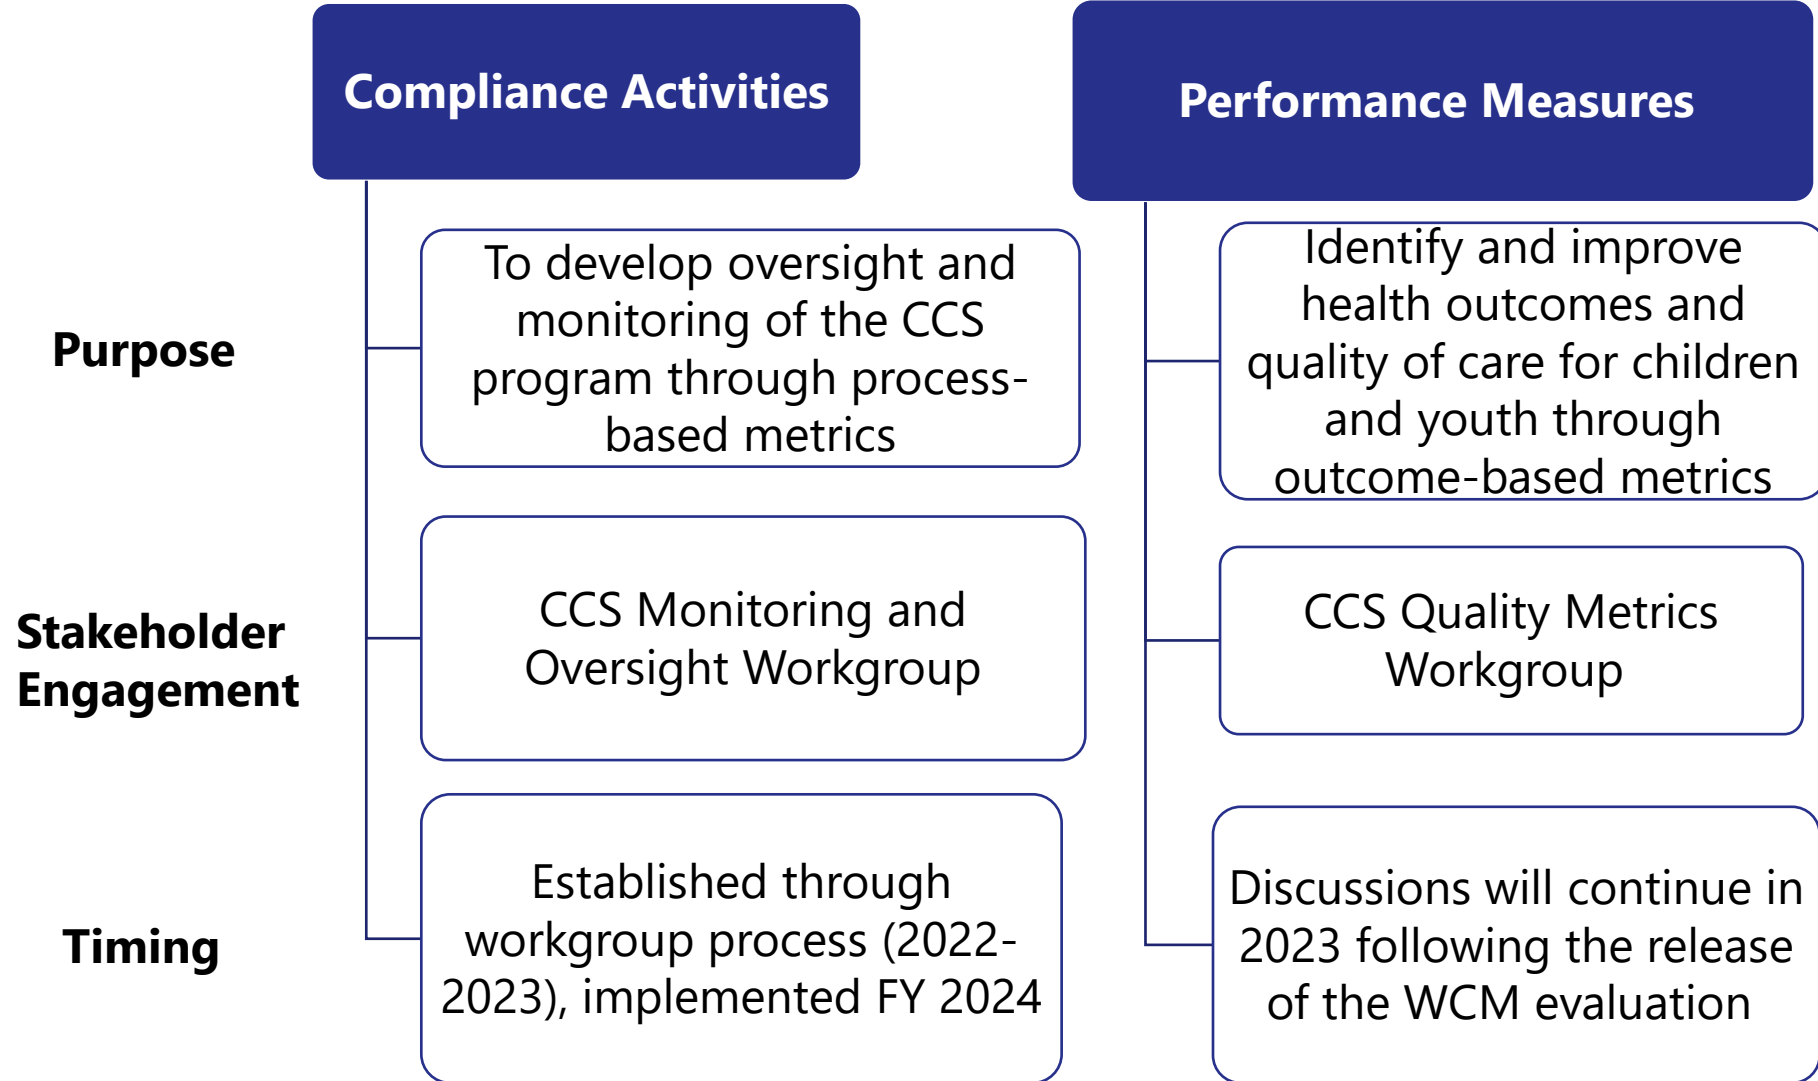 Compliance Activities
Performance Measures
Purpose
To develop oversight and
monitoring of the CCS
program through process-
based metrics
Identify and improve
health outcomes and
quality of care for children
and youth through
outcome-based metrics
Stakeholder
Engagement
CCS Monitoring and
Oversight Workgroup
CCS Quality Metrics
Workgroup
Timing
Established through
workgroup process (2022-
2023), implemented FY 2024
Discussions will continue in
2023 following the release
of the WCM evaluation